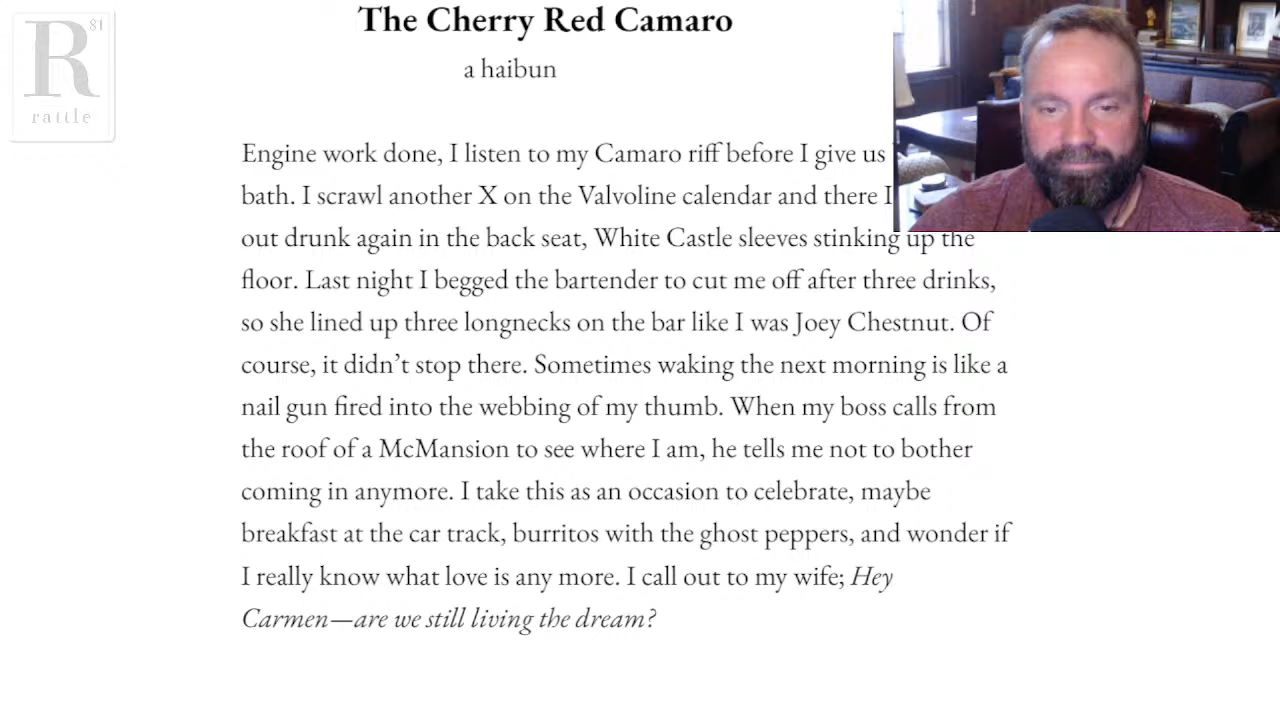 The Cherry Red Camaro
a haibun
R 81
rattle
Engine work done, I listen to my Camaro riff before I give us
bath. I scrawl another X on the Valvoline calendar and there I
out drunk again in the back seat, White Castle sleeves stinking up the
floor. Last night I begged the bartender to cut me off after three drinks,
so she lined up three longnecks on the bar like I was Joey Chestnut. Of
course, it didn’t stop there. Sometimes waking the next morning is like a
nail gun fired into the webbing of my thumb. When my boss calls from
the roof of a McMansion to see where I am, he tells me not to bother
coming in anymore. I take this as an occasion to celebrate, maybe
breakfast at the car track, burritos with the ghost peppers, and wonder if
I really know what love is any more. I call out to my wife; Hey
Carmen—are we still living the dream?